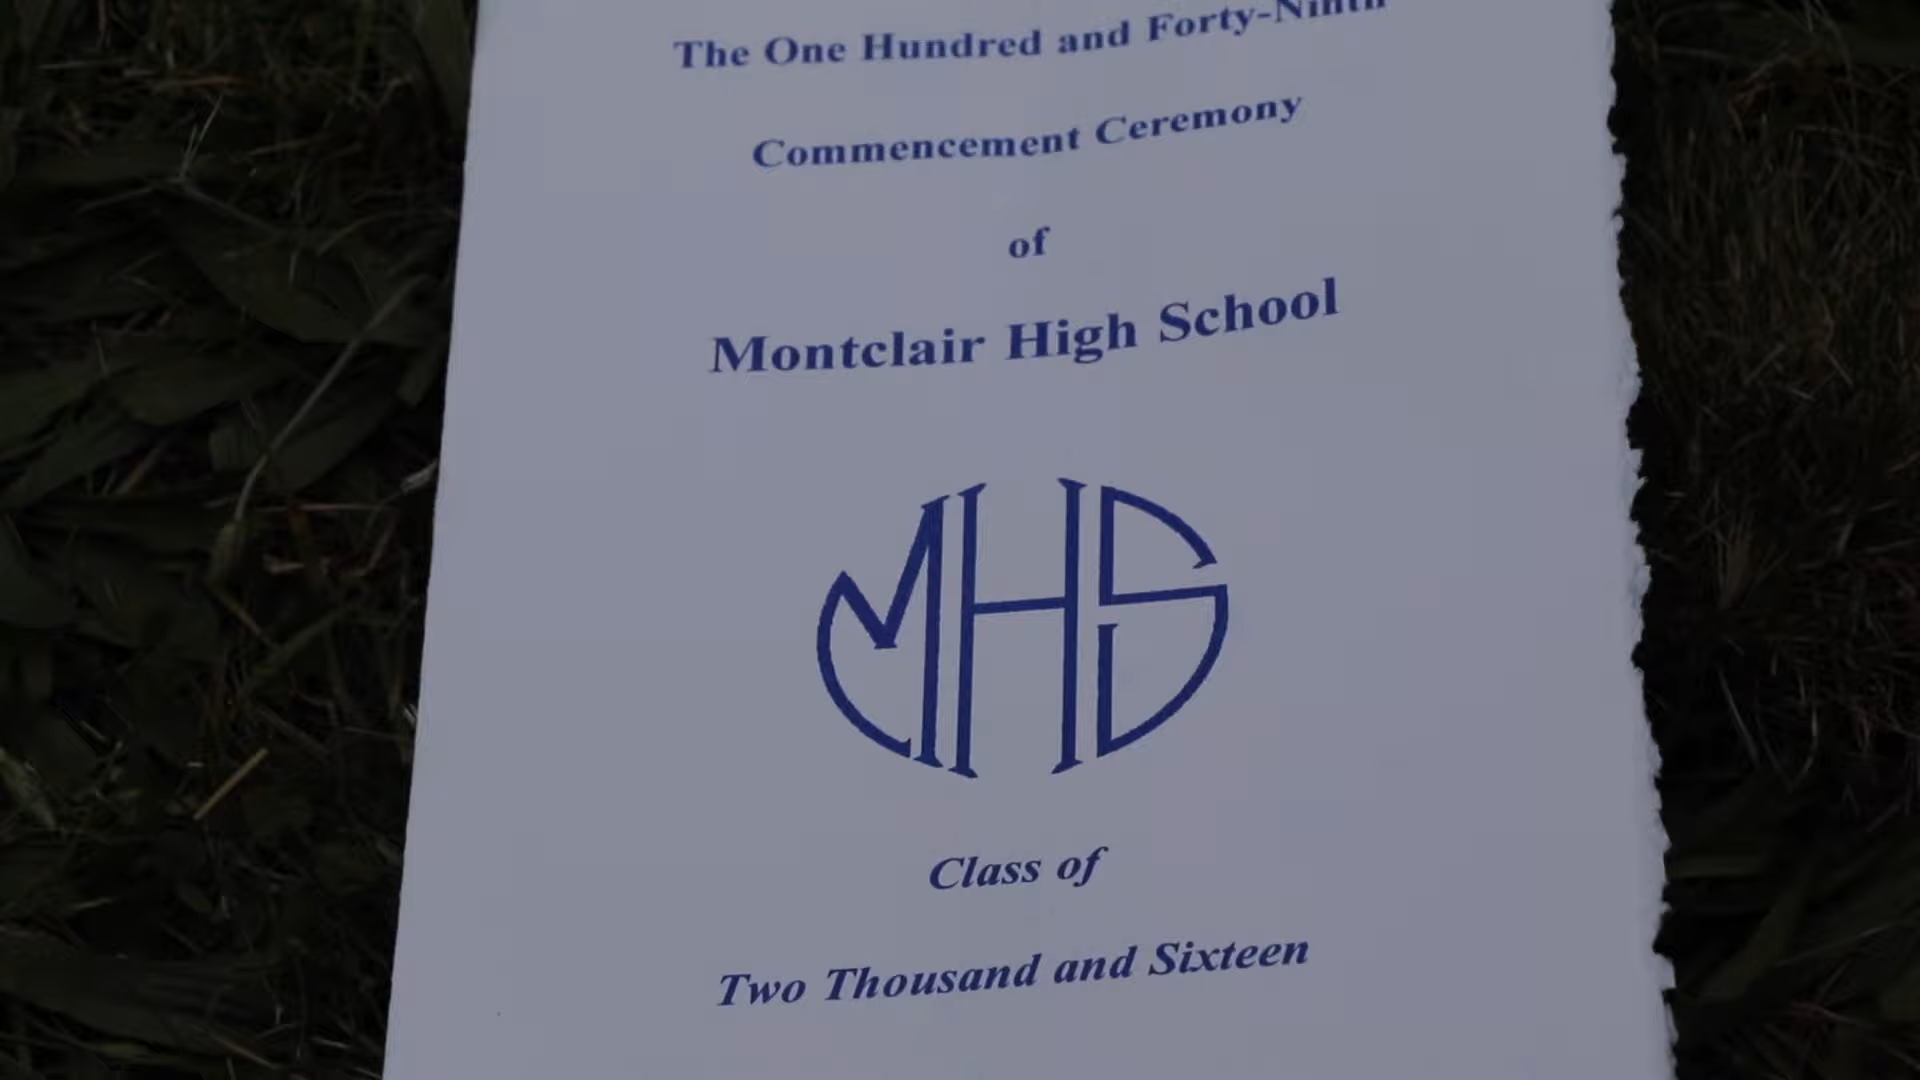 The One Hundred and Forty-Ninth
Commencement Ceremony
of
Montclair High School
MHS
Class of
Two Thousand and Sixteen